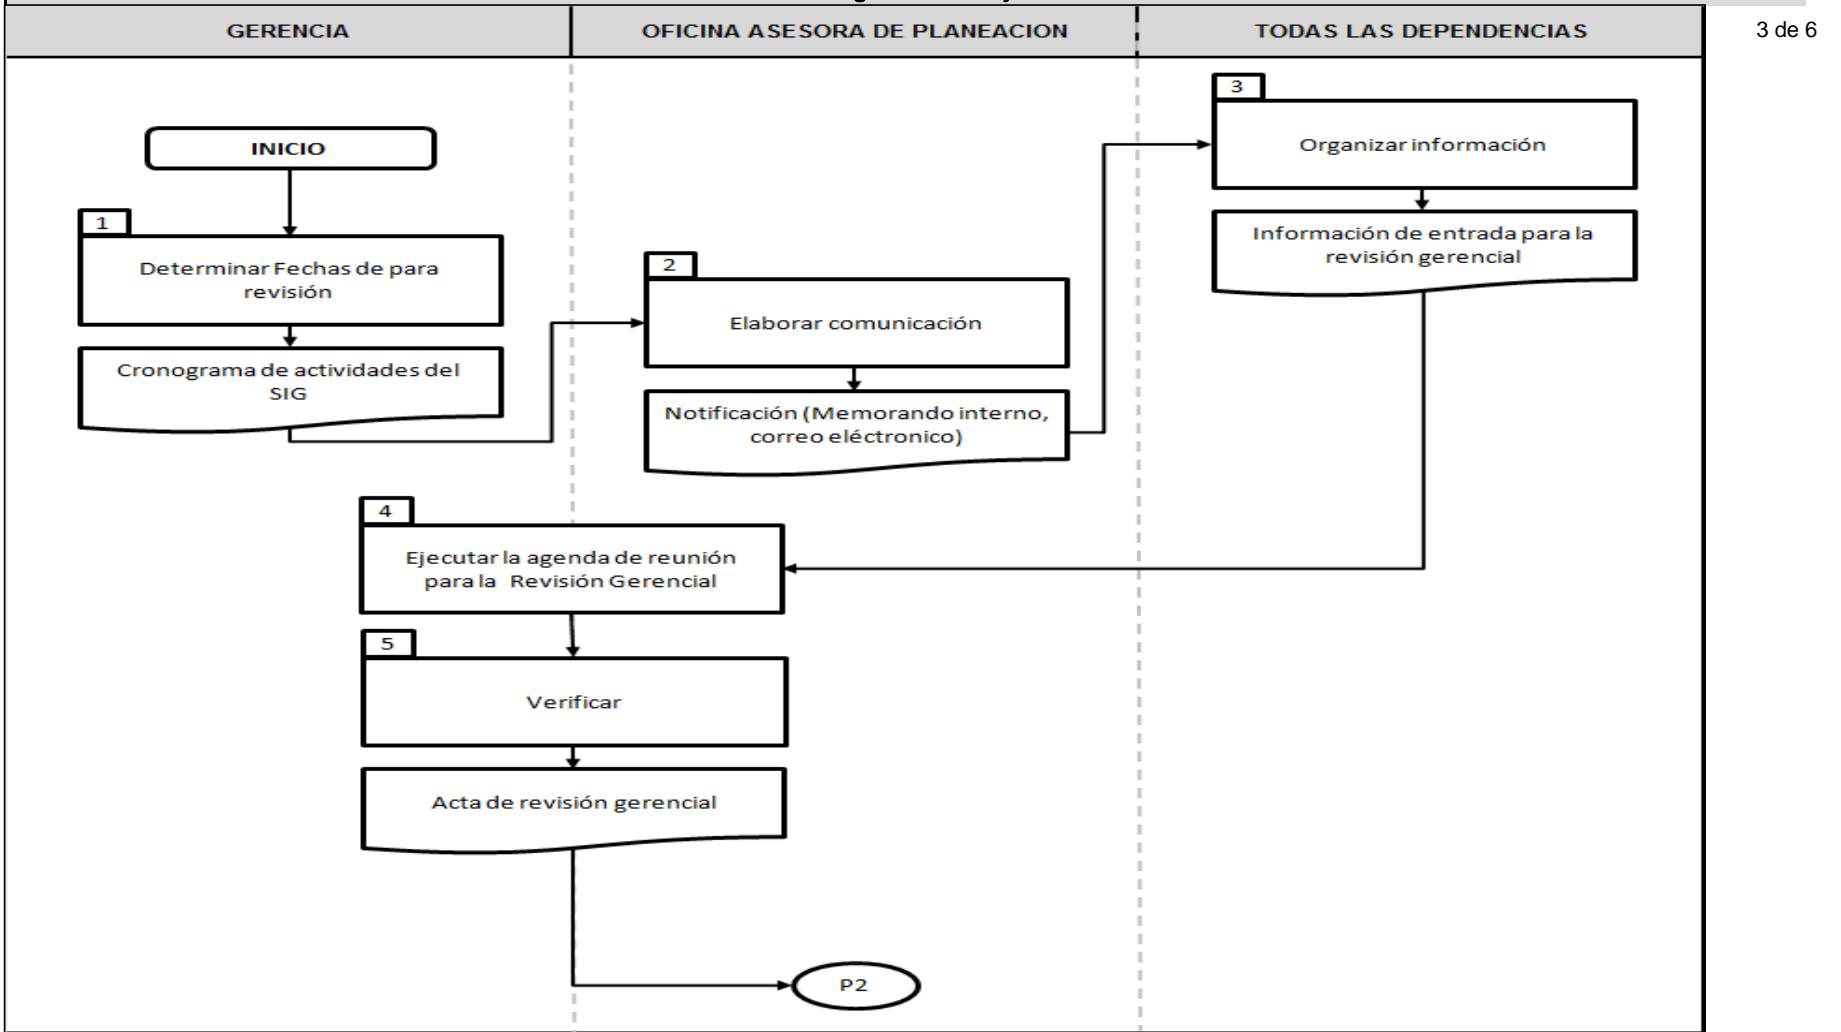 GERENCIA
OFICINA ASESORA DE PLANEACION
TODAS LAS DEPENDENCIAS
3 de 6
INICIO
1
Determinar Fechas de para
revisión
Cronograma de actividades del
SIG
2
Elaborar comunicación
Notificación (Memorando interno,
correo eléctronico)
3
Organizar información
Información de entrada para la
revisión gerencial
4
Ejecutar la agenda de reunión
para la Revisión Gerencial
5
Verificar
Acta de revisión gerencial
P2